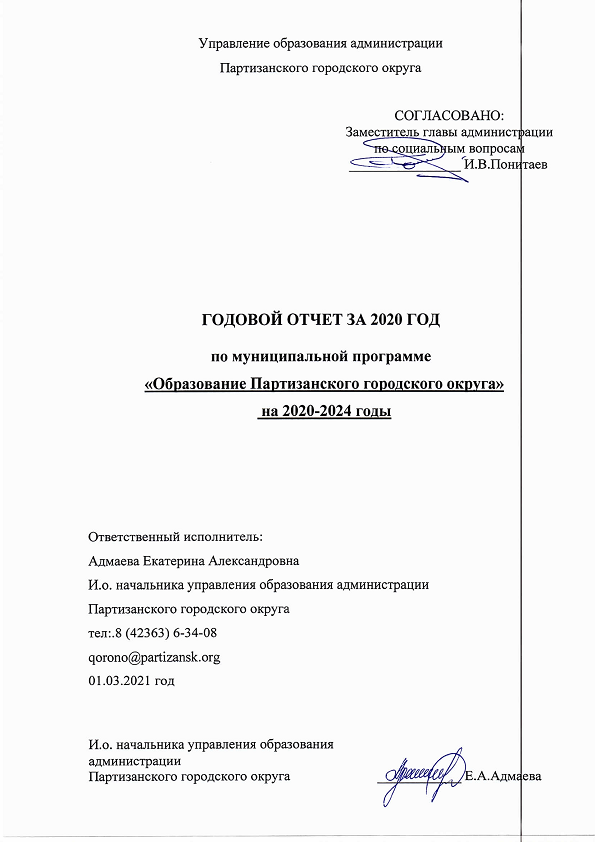 Управление образования администрации
Партизанского городского округа
СОГЛАСОВАНО:
Заместитель главы администрации
по социальным вопросам
________________ И.В.Понитаев
ГОДОВОЙ ОТЧЕТ ЗА 2020 ГОД
по муниципальной программе
«Образование Партизанского городского округа»
на 2020-2024 годы
Ответственный исполнитель:
Адмаева Екатерина Александровна
И.о. начальника управления образования администрации
Партизанского городского округа
тел:.8 (42363) 6-34-08
qorono@partizansk.org
01.03.2021 год
И.о. начальника управления образования
администрации
Партизанского городского округа ____________ Е.А.Адмаева